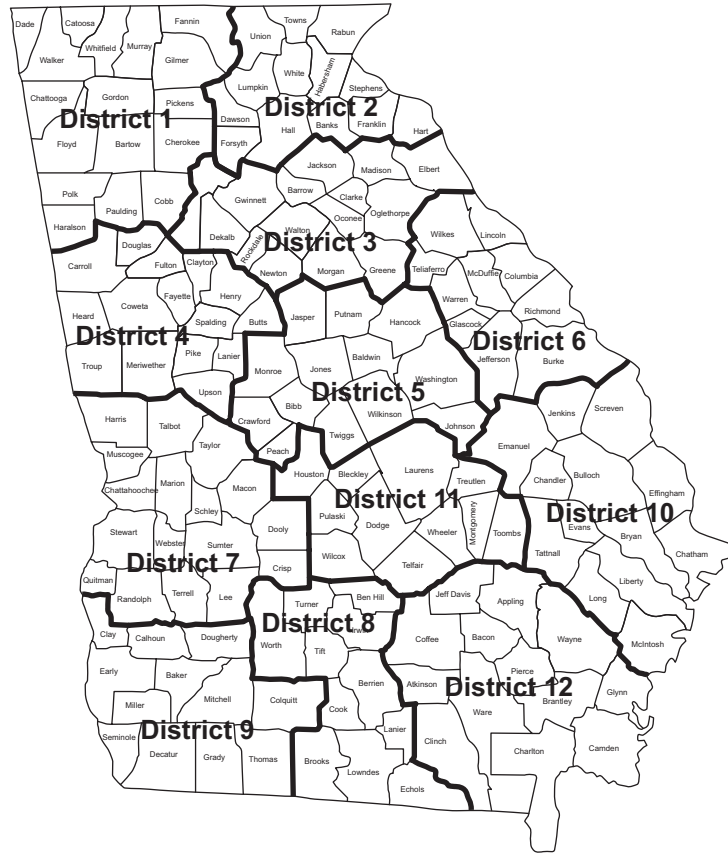 Dade
Catoosa
Fannin
Towns
Rabun
Union
Whitfield
Murray
Walker
Gilmer
White
Habersham
Lumpkin
Stephens
Chattooga
Gordon
Pickens
District 1
District 2
Dawson
Banks
Franklin
Hart
Hall
Floyd
Bartow
Cherokee
Forsyth
Jackson
Madison
Elbert
Polk
Cobb
Gwinnett
Barrow
Clarke
Paulding
Oglethorpe
Oconee
Haralson
Dekalb
Rockdale
Walton
District 3
Wilkes
Lincoln
Douglas
Carroll
Fulton
Clayton
Newton
Morgan
Greene
Teliaferro
McDuffie
Columbia
Fayette
Henry
Warren
Coweta
Heard
Spalding
Butts
Jasper
Putnam
Hancock
Richmond
Glascock
District 4
District 6
Troup
Meriwether
Pike
Lanier
Baldwin
Jefferson
Burke
Monroe
Jones
Washington
Upson
District 5
Bibb
Wilkinson
Harris
Talbot
Crawford
Twiggs
Johnson
Jenkins
Screven
Taylor
Peach
Emanuel
Muscogee
Houston
Bleckley
Laurens
Treutlen
Chandler
Bulloch
Chattahoochee
Marion
Macon
District 11
Effingham
Schley
Pulaski
Dodge
Montgomery
District 10
Stewart
Dooly
Wheeler
Toombs
Evans
Bryan
Webster
Sumter
Wilcox
Telfair
Tattnall
Chatham
District 7
Crisp
Quitman
Liberty
Randolph
Terrell
Lee
Turner
Ben Hill
Jeff Davis
Appling
Long
District 8
Clay
Calhoun
Dougherty
Worth
Tift
Coffee
Bacon
Wayne
McIntosh
Early
Baker
Berrien
Atkinson
Pierce
District 12
Miller
Mitchell
Colquitt
Cook
Ware
Brantley
Glynn
Seminole
District 9
Lanier
Clinch
Decatur
Grady
Thomas
Brooks
Lowndes
Charlton
Camden
Echols